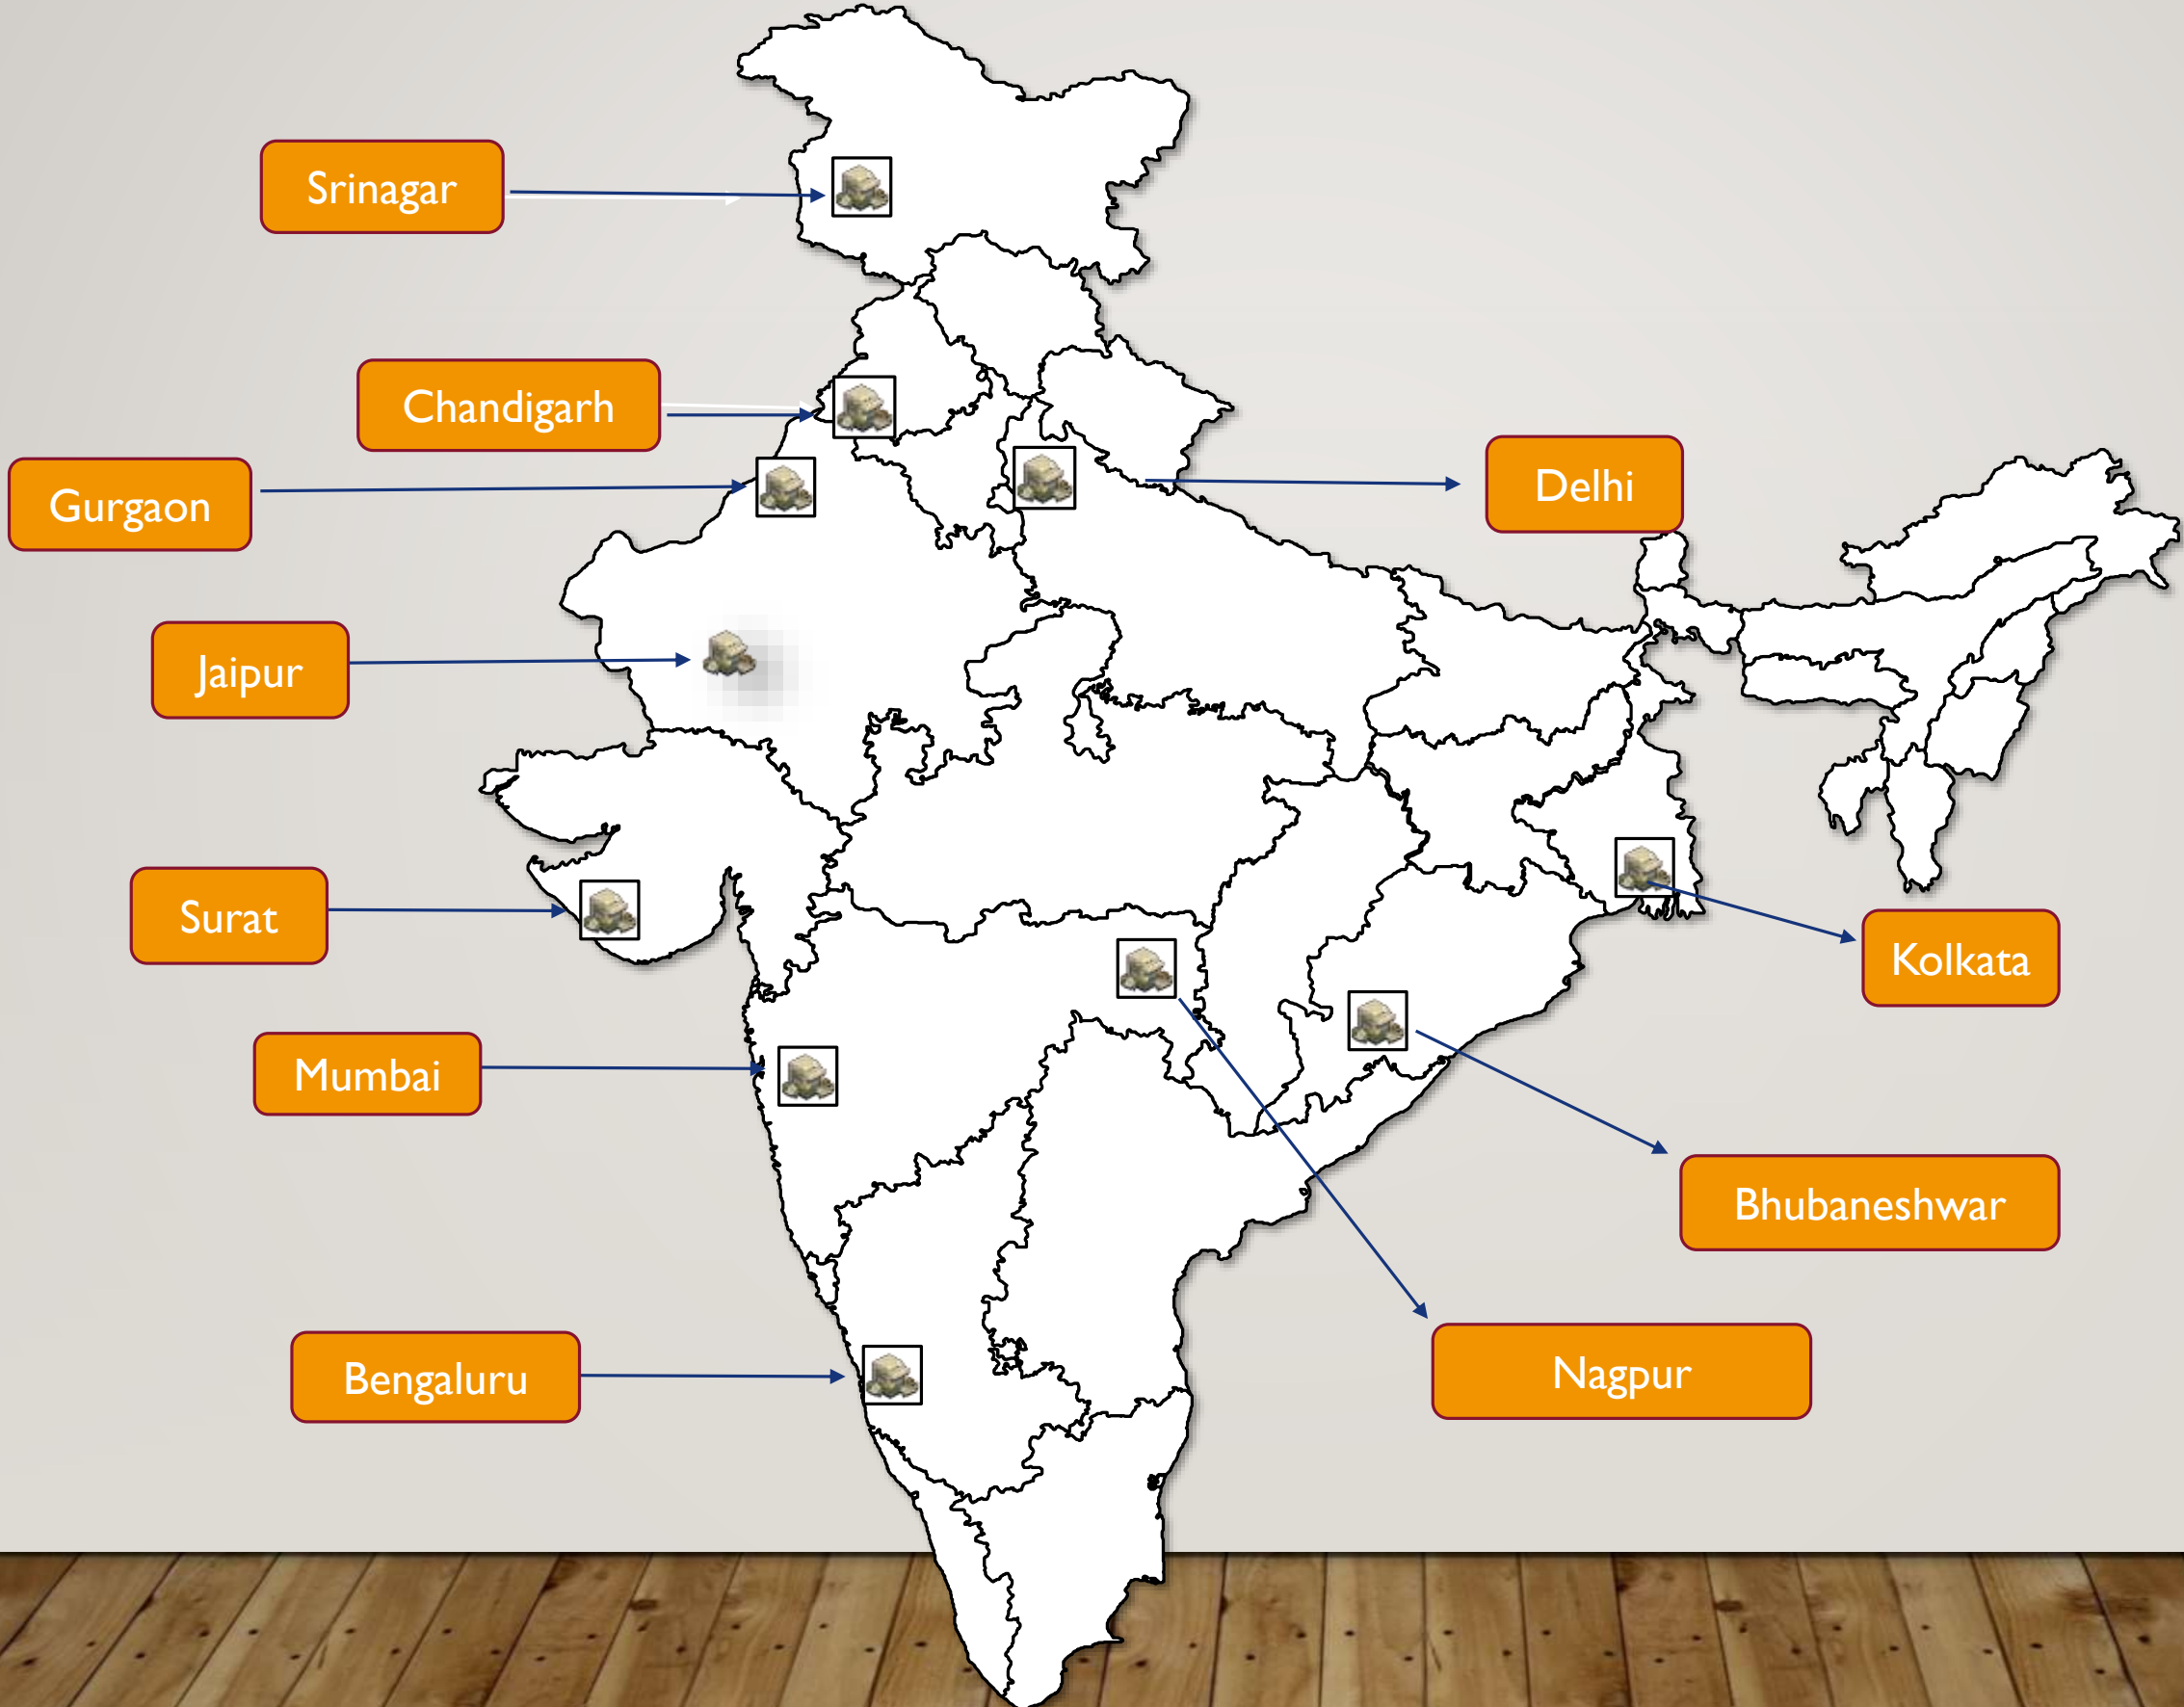 Srinagar
Chandigarh
Gurgaon
Delhi
Jaipur
Surat
Kolkata
Mumbai
Bhubaneshwar
Bengaluru
Nagpur